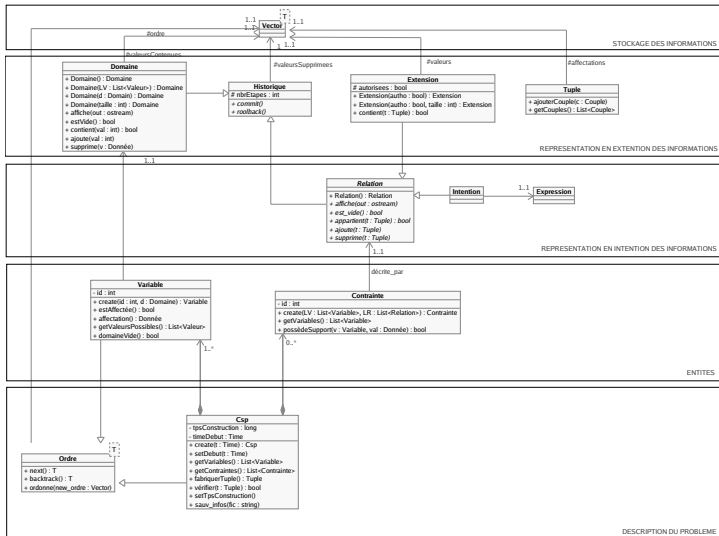 T
1..1
Vector
1..1
1..1
#ordre
1
1..1
STOCKAGE DES INFORMATIONS
#valeursContenues
#valeursSupprimees
#valeurs
#affectations
Domaine
+ Domaine() : Domaine
+ Domaine(LV : List<Valeur>) : Domaine
+ Domaine(d : Domain) : Domaine
+ Domaine(taille : int) : Domaine
+ affiche(out : ostream)
+ estVide() : bool
+ contient(val : int) : bool
+ ajoute(val : int)
+ supprime(v : Donnée)
Historique
# nbrEtapes : int
+ commit()
+ roolback()
Extension
# autorisees : bool
+ Extension(autho : bool) : Extension
+ Extension(autho : bool, taille : int) : Extension
+ contient(t : Tuple) : bool
Tuple
+ ajouterCouple(c : Couple)
+ getCouples() : List<Couple>
REPRESENTATION EN EXTENTION DES INFORMATIONS
1..1
Relation
+ Relation() : Relation
+ affiche(out : ostream)
+ est_vide() : bool
+ appartient(t : Tuple) : bool
+ ajoute(t : Tuple)
+ supprime(t : Tuple)
Intention
1..1
Expression
REPRESENTATION EN INTENTION DES INFORMATIONS
1..1
décrite_par
Variable
- id : int
+ create(id : int, d : Domaine) : Variable
+ estAffectée() : bool
+ affectation() : Donnée
+ getValeursPossibles() : List<Valeur>
+ domaineVide() : bool
Contrainte
- id : int
+ create(LV : List<Variable>, LR : List<Relation>) : Contrainte
+ getVariables() : List<Variable>
+ possèdeSupport(v : Variable, val : Donnée) : bool
1..*
0..*
ENTITES
Csp
- tpsConstruction : long
- timeDebut : Time
+ create(t : Time) : Csp
+ setDebut(t : Time)
+ getVariables() : List<Variable>
+ getContraintes() : List<Contrainte>
+ fabriquerTuple() : Tuple
+ vérifier(t : Tuple) : bool
+ setTpsConstruction()
+ sauv_infos(fic : string)
T
Ordre
+ next() : T
+ backtrack() : T
+ ordonne(new_ordre : Vector)
DESCRIPTION DU PROBLEME